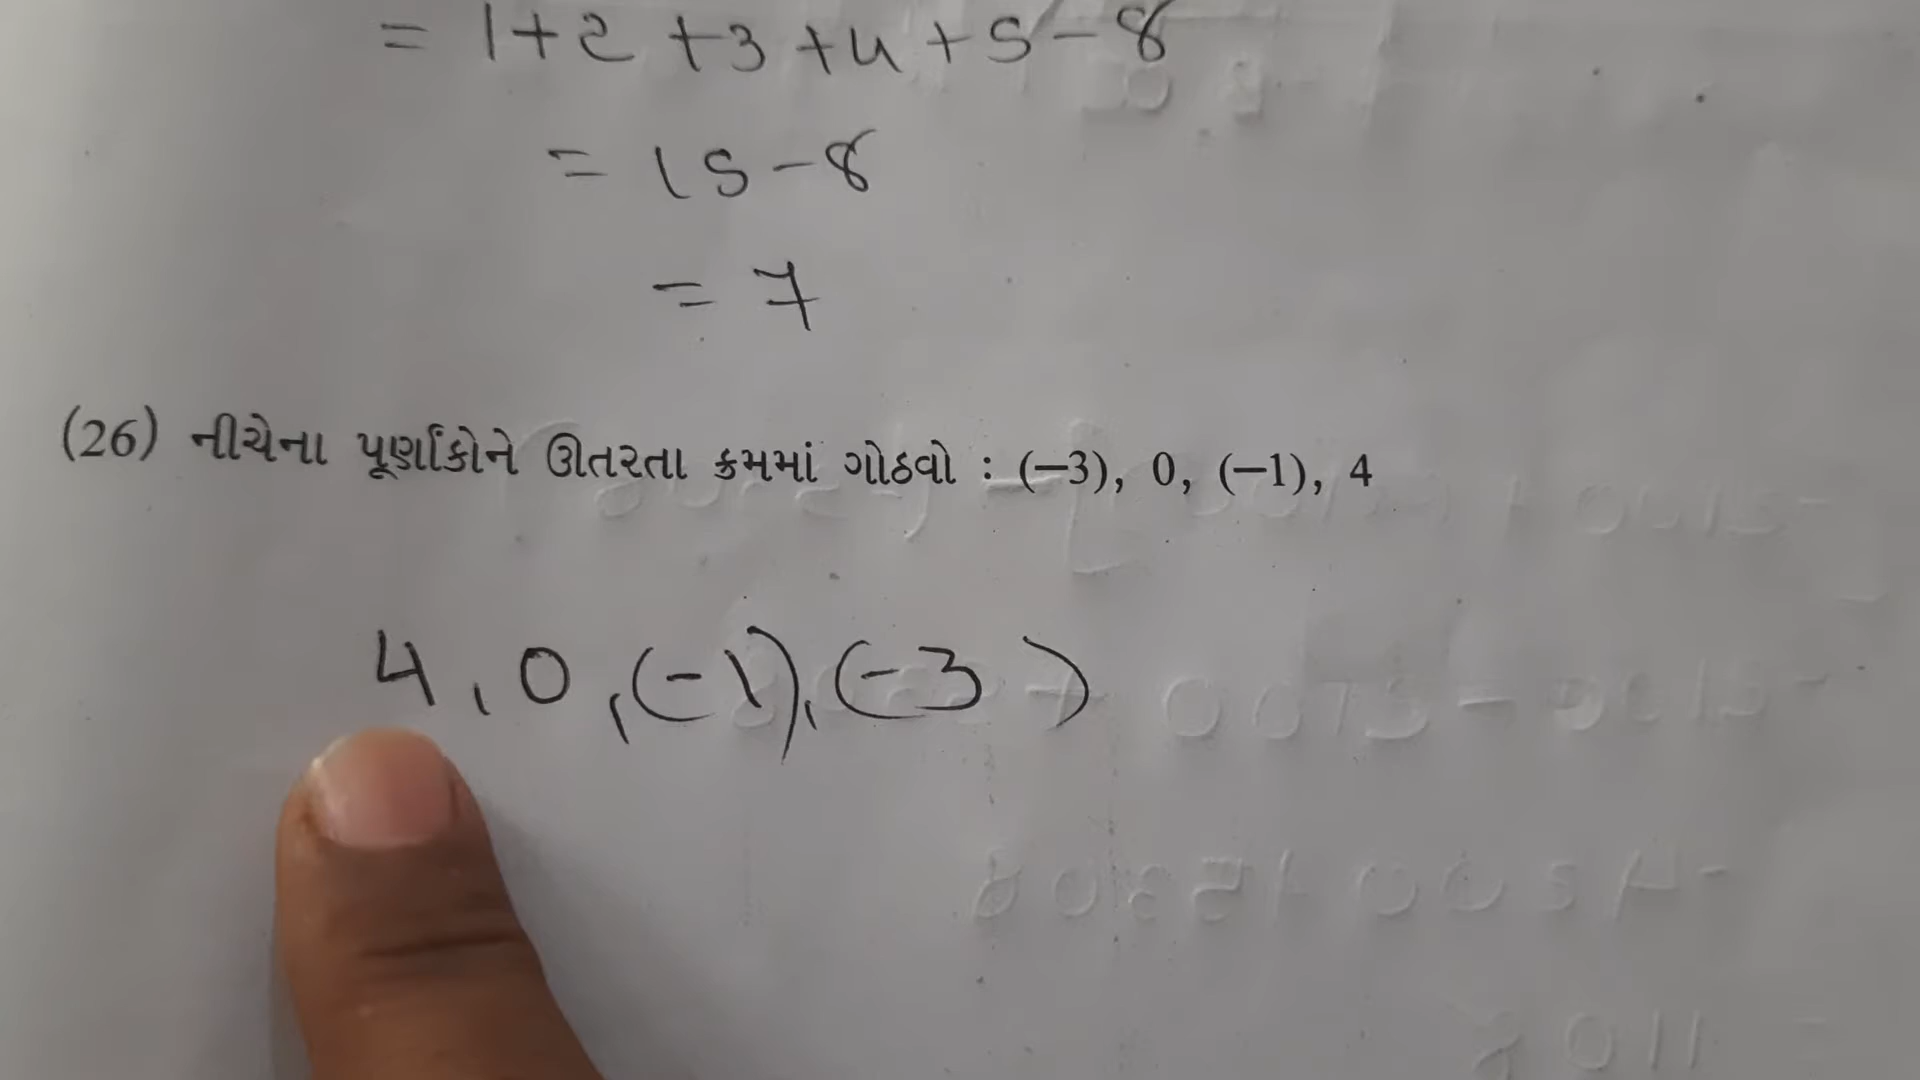 = 1+2+3+4+5-8
= 15-8
= 7
(26) નીચેના પૂર્ણાંકોને ઊતરતા ક્રમમાં ગોઠવો : (−3), 0, (−1), 4
4, 0, (-1), (-3)